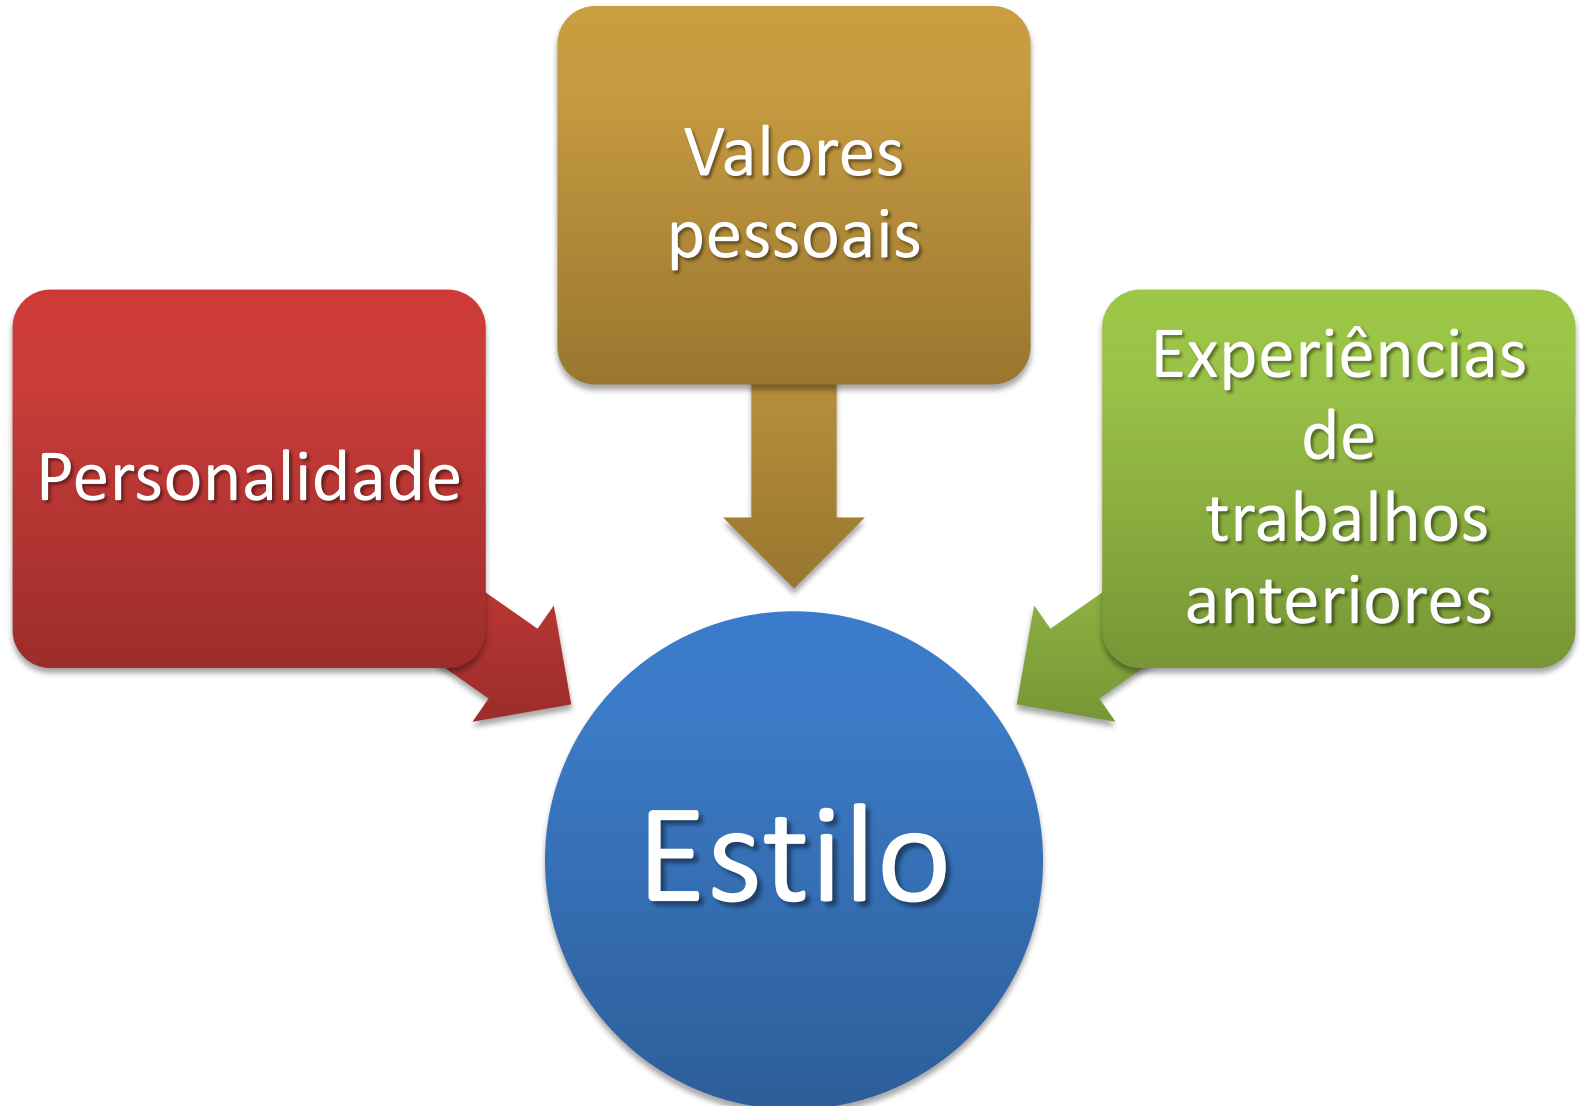 Valores
pessoais
Personalidade
Experiências
de
trabalhos
anteriores
Estilo